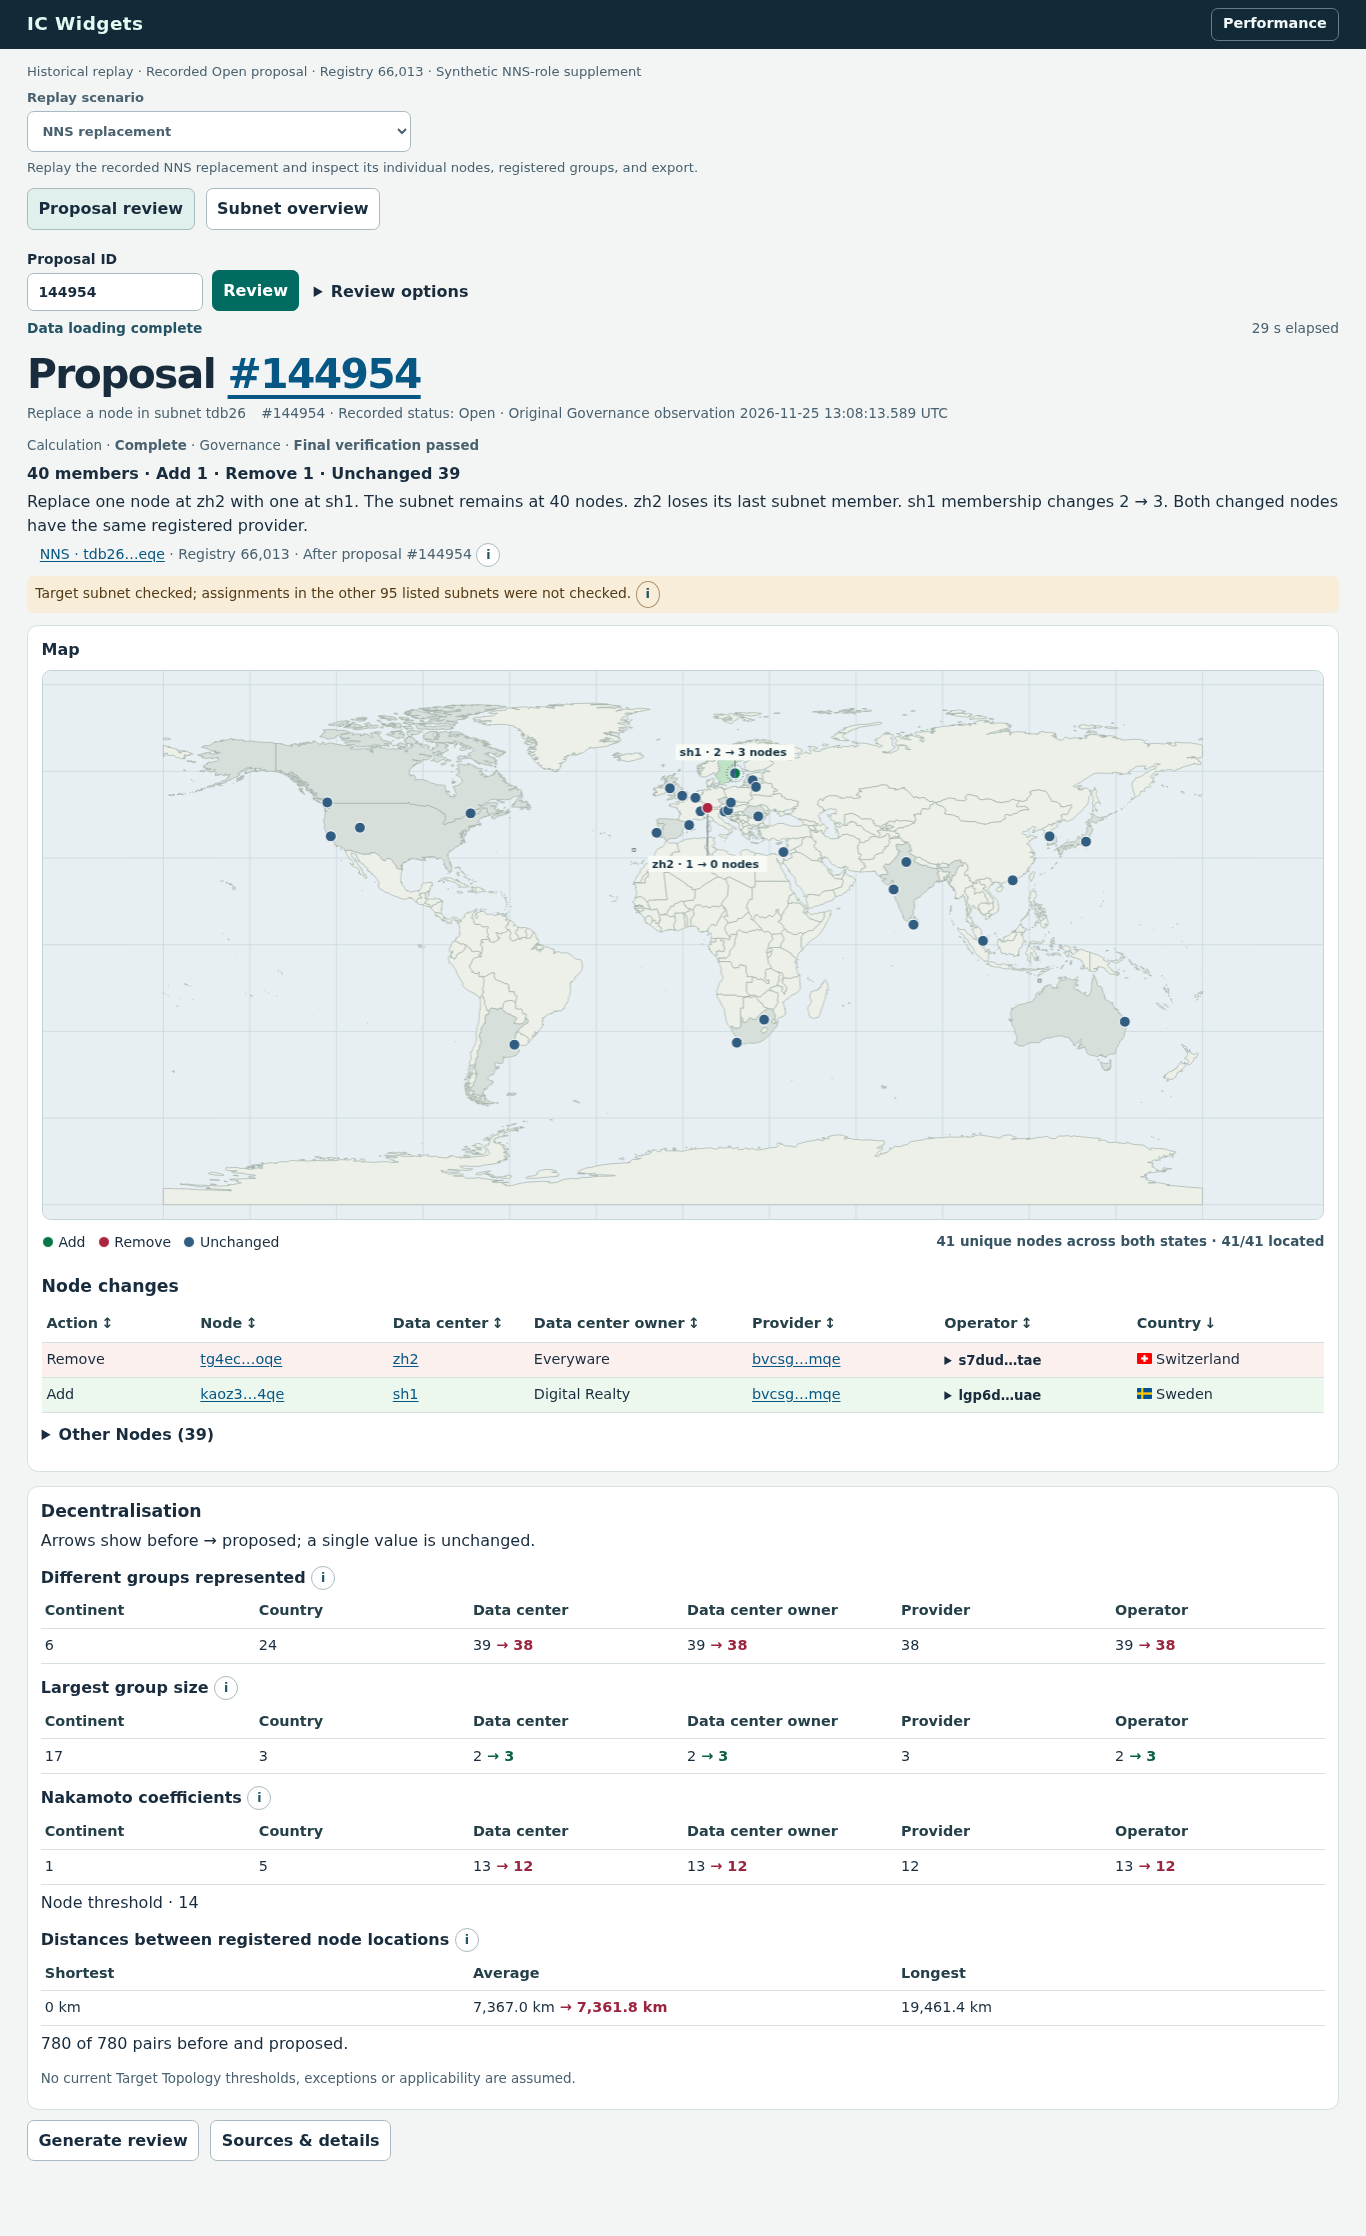 IC Widgets
Performance
Historical replay · Recorded Open proposal · Registry 66,013 · Synthetic NNS-role supplement
Replay scenario
NNS replacement
Replay the recorded NNS replacement and inspect its individual nodes, registered groups, and export.
Proposal review
Subnet overview
Proposal ID
144954
Review
▶ Review options
Data loading complete
29 s elapsed
Proposal #144954
Replace a node in subnet tdb26 #144954 · Recorded status: Open · Original Governance observation 2026-11-25 13:08:13.589 UTC
Calculation · Complete · Governance · Final verification passed
40 members · Add 1 · Remove 1 · Unchanged 39
Replace one node at zh2 with one at sh1. The subnet remains at 40 nodes. zh2 loses its last subnet member. sh1 membership changes 2 → 3. Both changed nodes
have the same registered provider.
NNS · tdb26…eqe · Registry 66,013 · After proposal #144954 i
Target subnet checked; assignments in the other 95 listed subnets were not checked. i
Map
sh1 · 2 → 3 nodes
zh2 · 1 → 0 nodes
Add Remove Unchanged
41 unique nodes across both states · 41/41 located
Node changes
Action ↕ Node ↕ Data center ↕ Data center owner ↕ Provider ↕ Operator ↕ Country ↓
Remove tg4ec…oqe zh2 Everyware bvcsg…mqe ▶ s7dud…tae Switzerland
Add kaoz3…4qe sh1 Digital Realty bvcsg…mqe ▶ lgp6d…uae Sweden
▶ Other Nodes (39)
Decentralisation
Arrows show before → proposed; a single value is unchanged.
Different groups represented i
Continent Country Data center Data center owner Provider Operator
6 24 39 → 38 39 → 38 38 39 → 38
Largest group size i
Continent Country Data center Data center owner Provider Operator
17 3 2 → 3 2 → 3 3 2 → 3
Nakamoto coefficients i
Continent Country Data center Data center owner Provider Operator
1 5 13 → 12 13 → 12 12 13 → 12
Node threshold · 14
Distances between registered node locations i
Shortest Average Longest
0 km 7,367.0 km → 7,361.8 km 19,461.4 km
780 of 780 pairs before and proposed.
No current Target Topology thresholds, exceptions or applicability are assumed.
Generate review
Sources & details